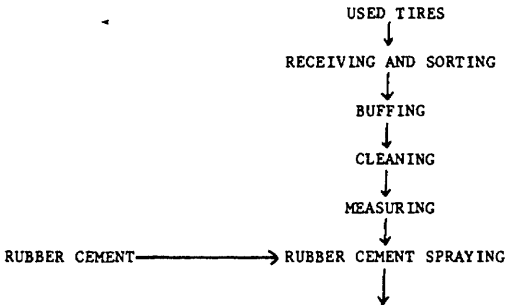 USED TIRES
RECEIVING AND SORTING
BUFFING
CLEANING
MEASURING
RUBBER CEMENT RUBBER CEMENT SPRAYING